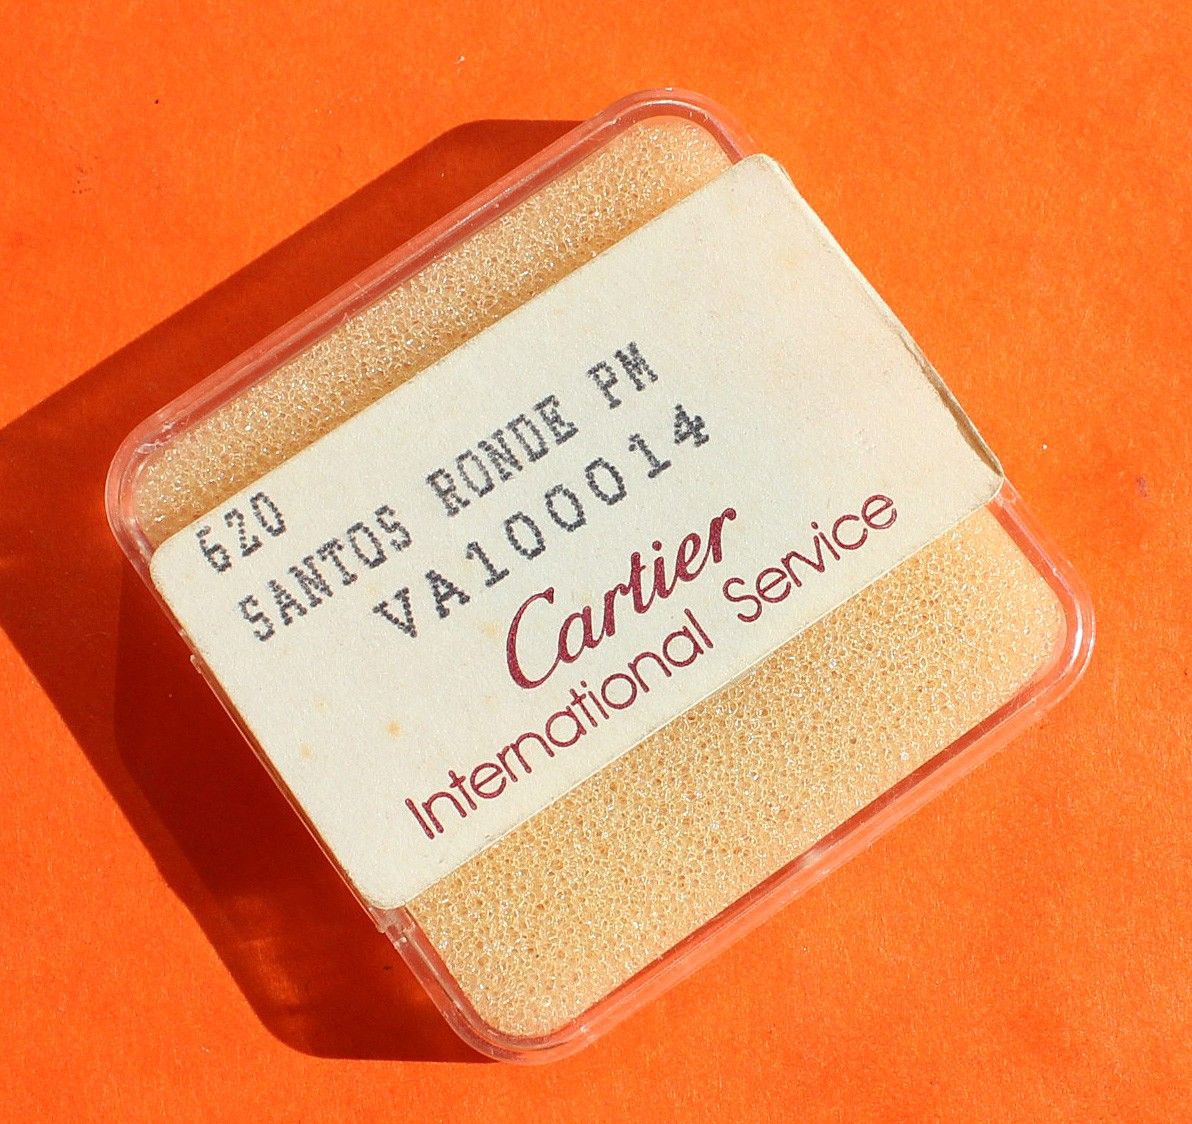 620
SANTOS RONDE PM
VA100014
Cartier
International Service